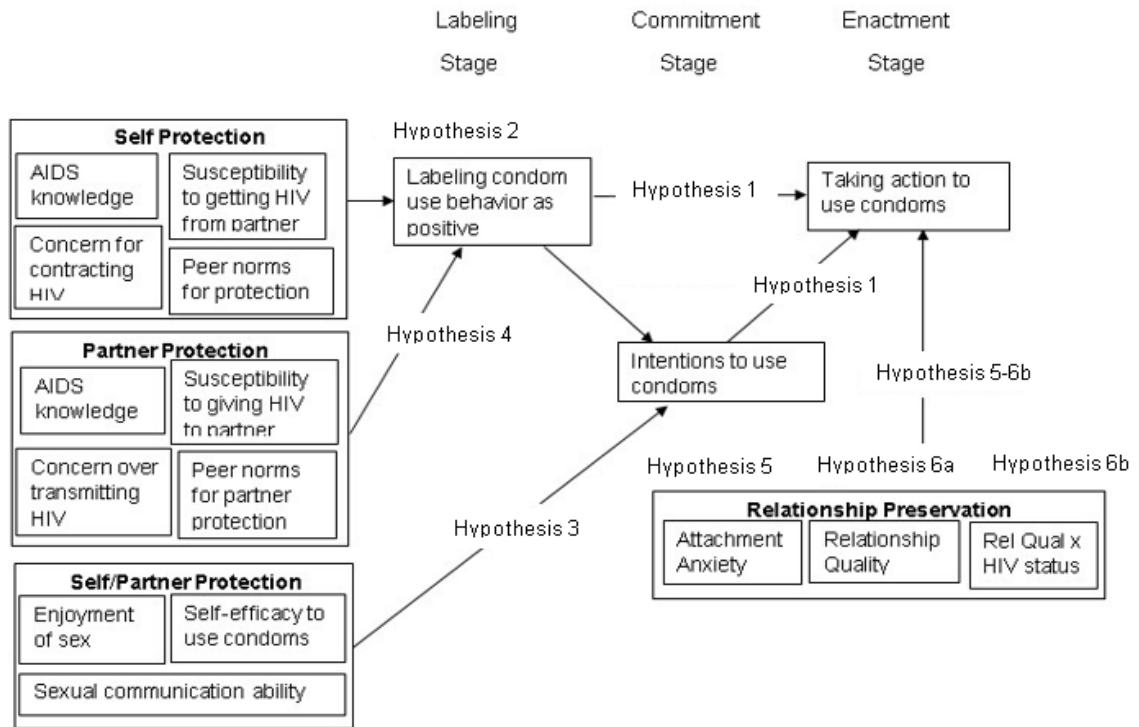 Labeling
Stage
Commitment
Stage
Enactment
Stage
Self Protection
AIDS
knowledge
Susceptibility
to getting HIV
from partner
Concern for
contracting
HIV
Peer norms
for protection
Hypothesis 2
Labeling condom
use behavior as
positive
Hypothesis 1
Taking action to
use condoms
Hypothesis 1
Hypothesis 4
Partner Protection
AIDS
knowledge
Susceptibility
to giving HIV
to partner
Concern over
transmitting
HIV
Peer norms
for partner
protection
Intentions to use
condoms
Hypothesis 5-6b
Hypothesis 3
Hypothesis 5
Hypothesis 6a
Hypothesis 6b
Relationship Preservation
Attachment
Anxiety
Relationship
Quality
Rel Qual x
HIV status
Self/Partner Protection
Enjoyment
of sex
Self-efficacy to
use condoms
Sexual communication ability